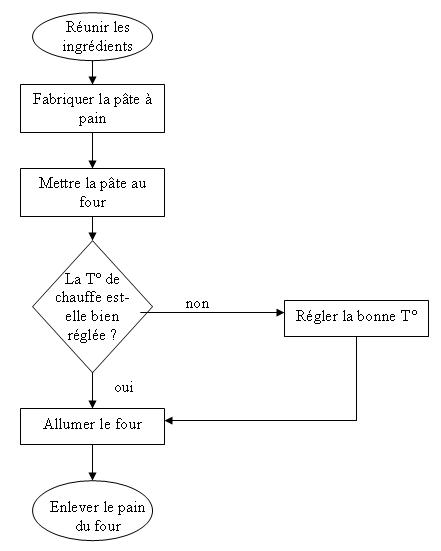 Réunir les
ingrédients
Fabriquer la pâte à
pain
Mettre la pâte au
four
La T° de
chauffe est-
elle bien
réglée ?
non
Régler la bonne T°
oui
Allumer le four
Enlever le pain
du four